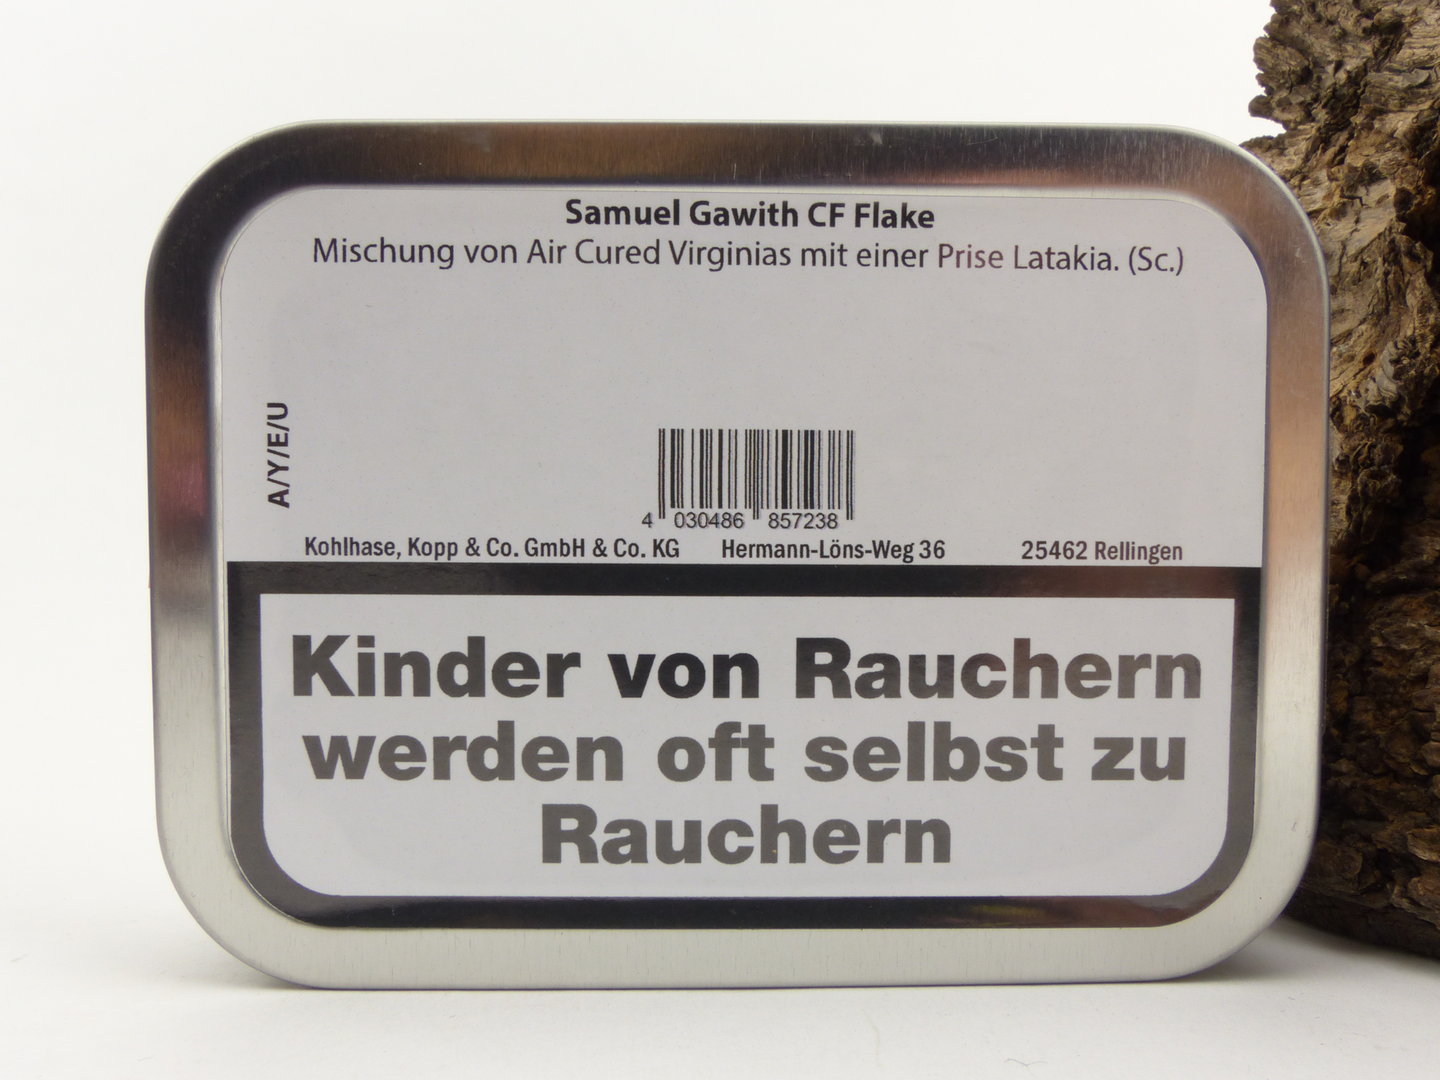 Samuel Gawith CF Flake
Mischung von Air Cured Virginias mit einer Prise Latakia. (Sc.)
A/Y/E/U
4 030486 857238
Kohlhase, Kopp & Co. GmbH & Co. KG Hermann-Löns-Weg 36 25462 Rellingen
Kinder von Rauchern
werden oft selbst zu
Rauchern